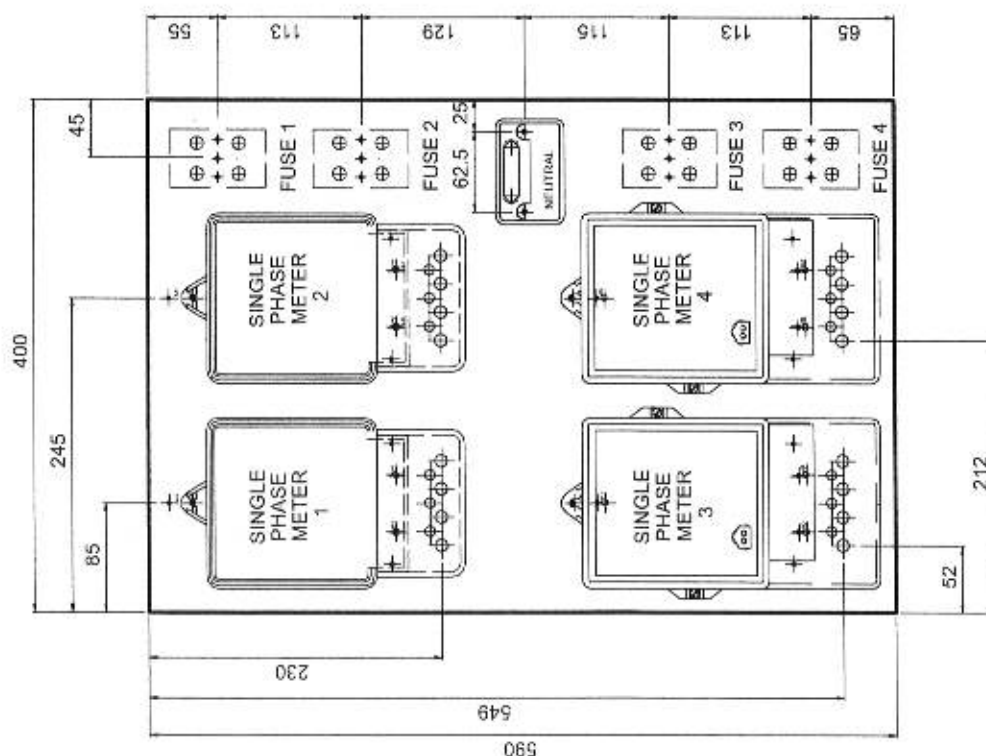 55
113
129
115
113
65
45
25
62.5
FUSE 1
FUSE 2
NEUTRAL
FUSE 3
FUSE 4
400
245
85
SINGLE
PHASE
METER
2
SINGLE
PHASE
METER
4
SINGLE
PHASE
METER
1
SINGLE
PHASE
METER
3
212
52
230
549
590